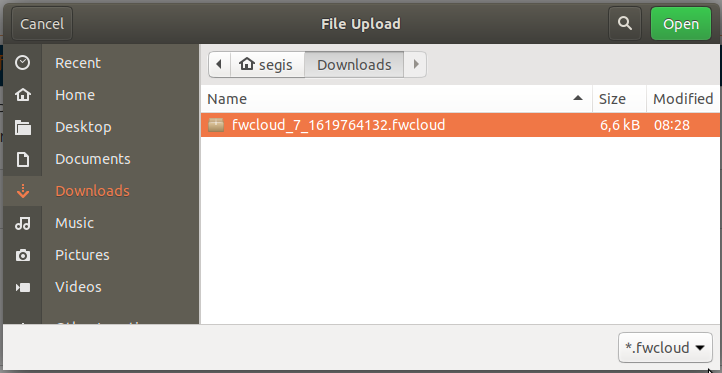 Cancel File Upload Open
Recent
Home
Desktop
Documents
Downloads
Music
Pictures
Videos
segis Downloads
Name Size Modified
fwcloud_7_1619764132.fwcloud 6,6 kB 08:28
*.fwcloud